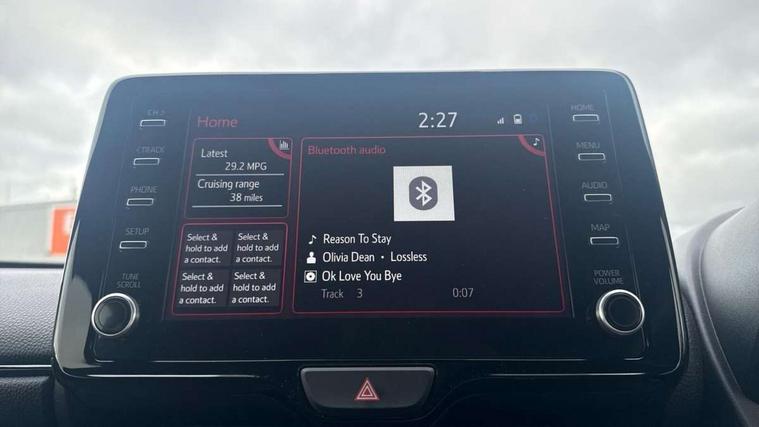 CH >
< TRACK
PHONE
SETUP
TUNE
SCROLL
Home
2:27
Latest
29.2 MPG
Cruising range
38 miles
Select &
hold to add
a contact.
Select &
hold to add
a contact.
Select &
hold to add
a contact.
Select &
hold to add
a contact.
Bluetooth audio
Reason To Stay
Olivia Dean • Lossless
Ok Love You Bye
Track 3 0:07
HOME
MENU
AUDIO
MAP
POWER
VOLUME